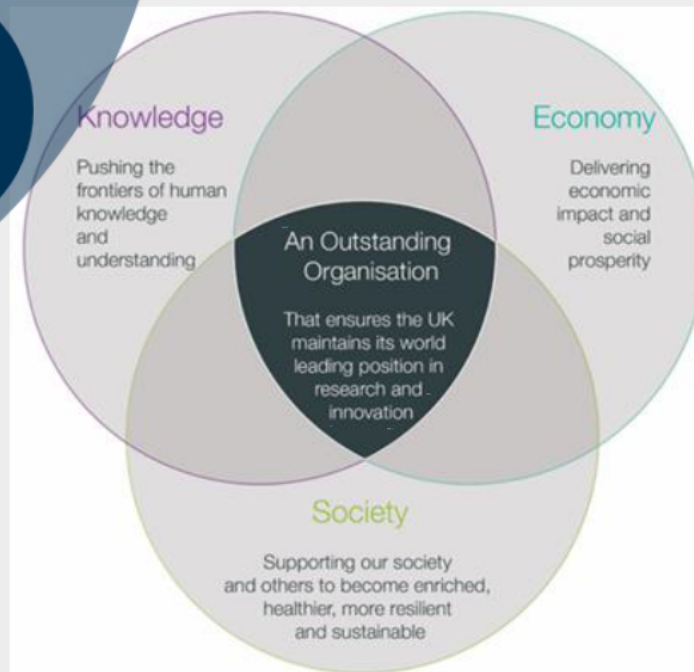 Knowledge
Pushing the
frontiers of human
knowledge
and
understanding
Economy
Delivering
economic
impact and
social
prosperity
An Outstanding
Organisation
That ensures the UK
maintains its world
leading position in
research and
innovation
Society
Supporting our society
and others to become enriched,
healthier, more resilient
and sustainable